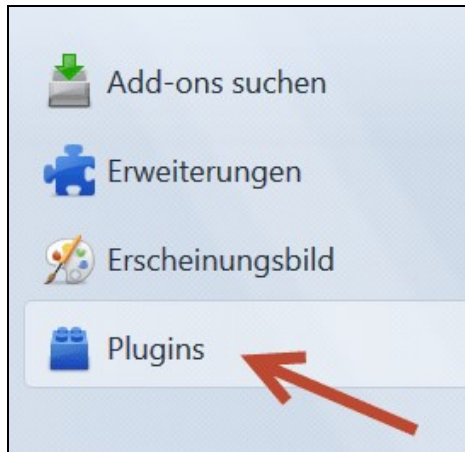 Add-ons suchen
Erweiterungen
Erscheinungsbild
Plugins